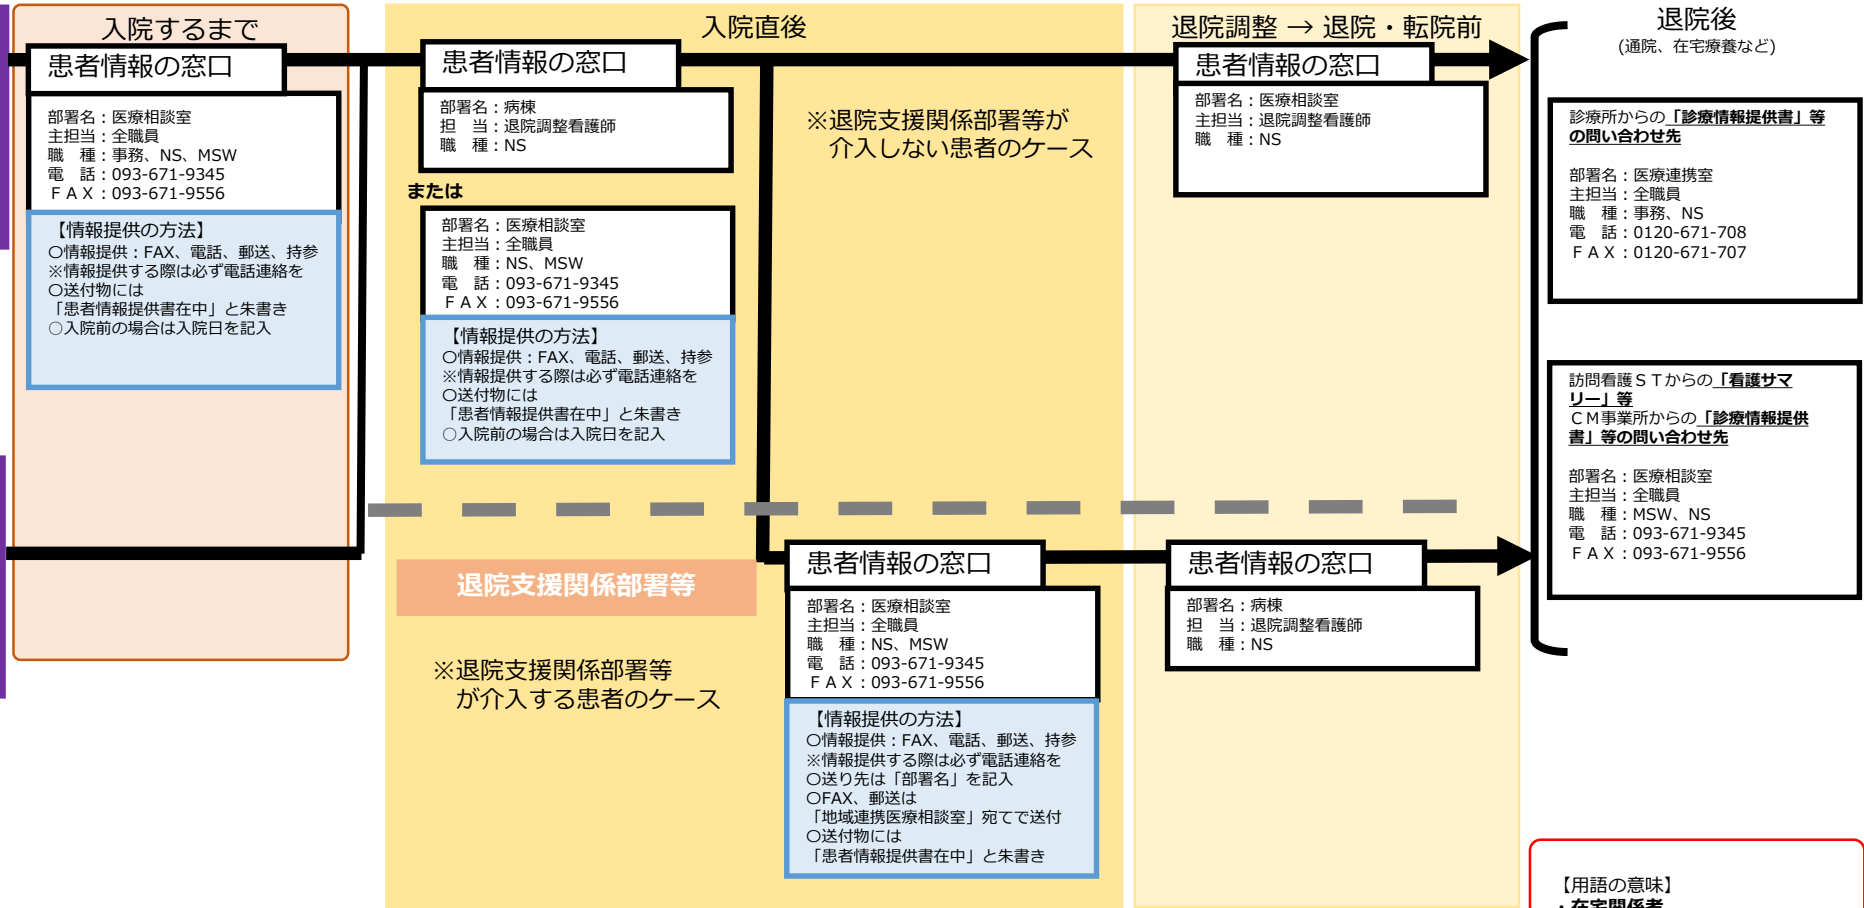 入院するまで
患者情報の窓口
部署名：医療相談室
主担当：全職員
職　種：事務、NS、MSW
電　話：093-671-9345
ＦＡＸ：093-671-9556
【情報提供の方法】
○情報提供：FAX、電話、郵送、持参
※情報提供する際は必ず電話連絡を
○送付物には
「患者情報提供書在中」と朱書き
○入院前の場合は入院日を記入
入院直後
患者情報の窓口
部署名：病棟
担　当：退院調整看護師
職　種：NS
または
部署名：医療相談室
主担当：全職員
職　種：NS、MSW
電　話：093-671-9345
ＦＡＸ：093-671-9556
【情報提供の方法】
○情報提供：FAX、電話、郵送、持参
※情報提供する際は必ず電話連絡を
○送付物には
「患者情報提供書在中」と朱書き
○入院前の場合は入院日を記入
※退院支援関係部署等が
介入しない患者のケース
退院調整 → 退院・転院前
患者情報の窓口
部署名：医療相談室
主担当：退院調整看護師
職　種：NS
退院支援関係部署等
※退院支援関係部署等
が介入する患者のケース
患者情報の窓口
部署名：医療相談室
主担当：全職員
職　種：NS、MSW
電　話：093-671-9345
ＦＡＸ：093-671-9556
【情報提供の方法】
○情報提供：FAX、電話、郵送、持参
※情報提供する際は必ず電話連絡を
○送り先は「部署名」を記入
○FAX、郵送は
「地域連携医療相談室」宛てで送付
○送付物には
「患者情報提供書在中」と朱書き
患者情報の窓口
部署名：病棟
担　当：退院調整看護師
職　種：NS
退院後
(通院、在宅療養など)
診療所からの「診療情報提供書」等
の問い合わせ先
部署名：医療連携室
主担当：全職員
職　種：事務、NS
電　話：0120-671-708
ＦＡＸ：0120-671-707
訪問看護ＳＴからの「看護サマ
リー」等
ＣＭ事業所からの「診療情報提供
書」等の問い合わせ先
部署名：医療相談室
主担当：全職員
職　種：MSW、NS
電　話：093-671-9345
ＦＡＸ：093-671-9556
【用語の意味】
・在宅関係者